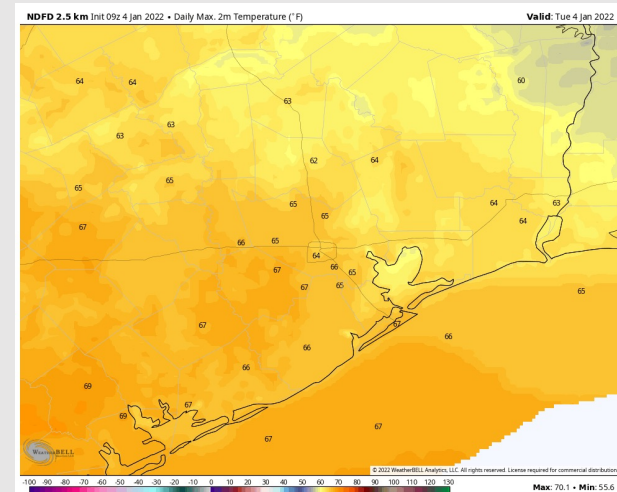 NDFD 2.5 km Init 09z 4 Jan 2022 • Daily Max. 2m Temperature (°F)
Valid: Tue 4 Jan 2022
64 64 60
63
63
63
62 64
65 65
65 64 63
67 65 64
66 65
64
67 66 65
67 65 65
67 67 66
66
66
69
69 67
67 67
WeatherBELL
© 2022 WeatherBELL Analytics, LLC. All rights reserved. License required for commercial distribution
-100 -90 -80 -70 -60 -50 -40 -30 -20 -10 0 10 20 30 40 50 60 70 80 90 100 110 120 130
Max: 70.1 • Min: 55.6